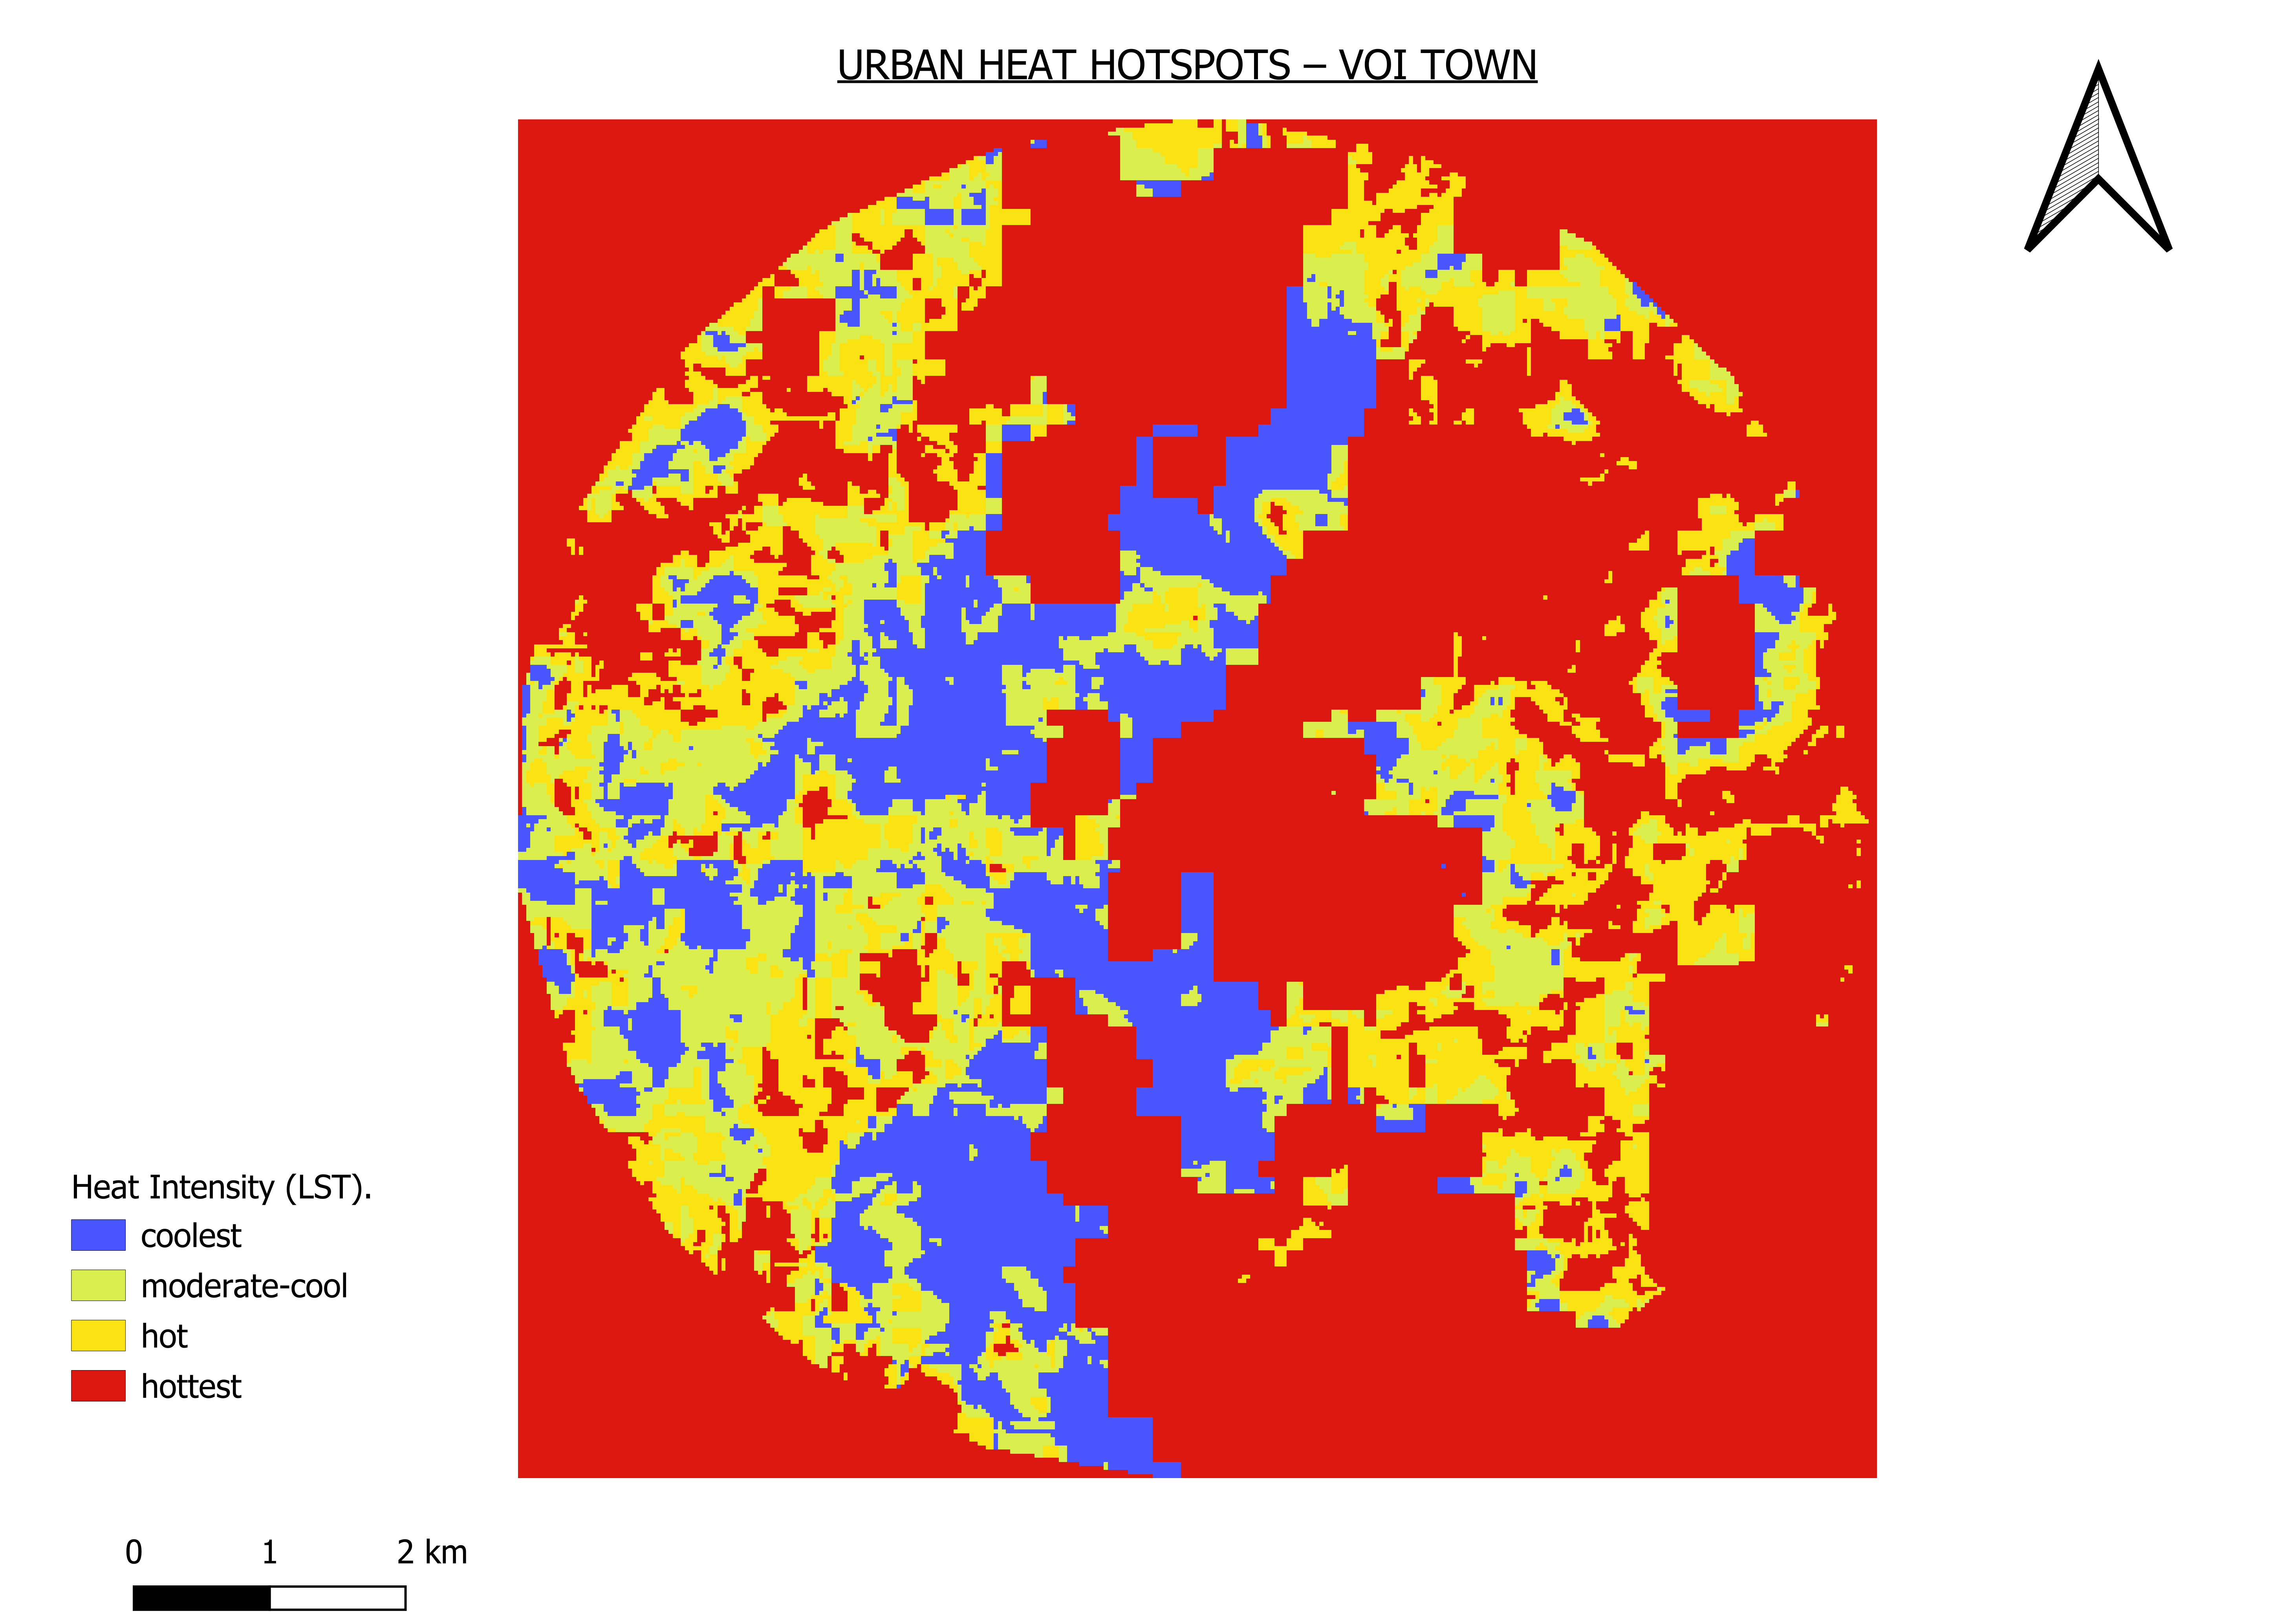 URBAN HEAT HOTSPOTS – VOI TOWN
Heat Intensity (LST).
coolest
moderate-cool
hot
hottest
0 1 2 km